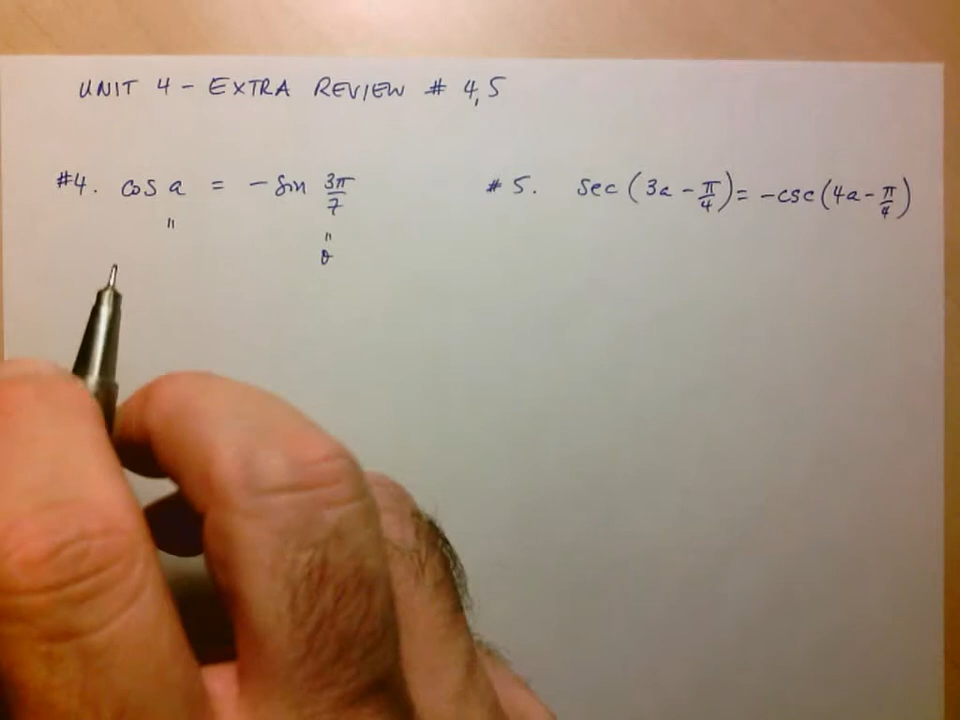 UNIT 4 - EXTRA REVIEW # 4,5
#4. cos a = - sin 3π/7
" "
θ
# 5. sec (3a - π/4) = -csc (4a - π/4)